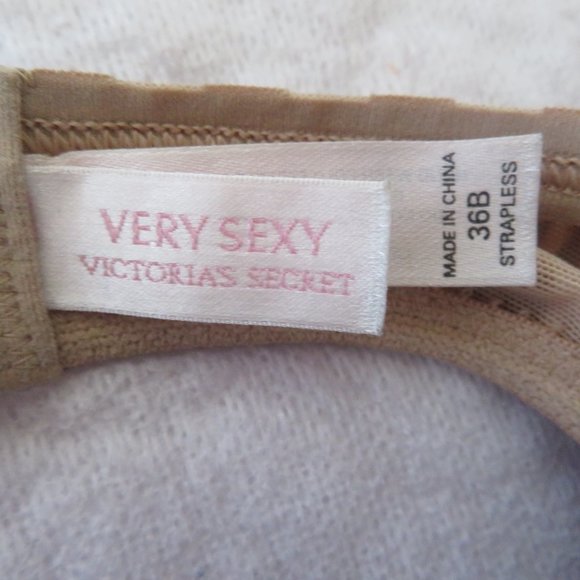 VERY SEXY
VICTORIA'S SECRET
MADE IN CHINA
36B
STRAPLESS